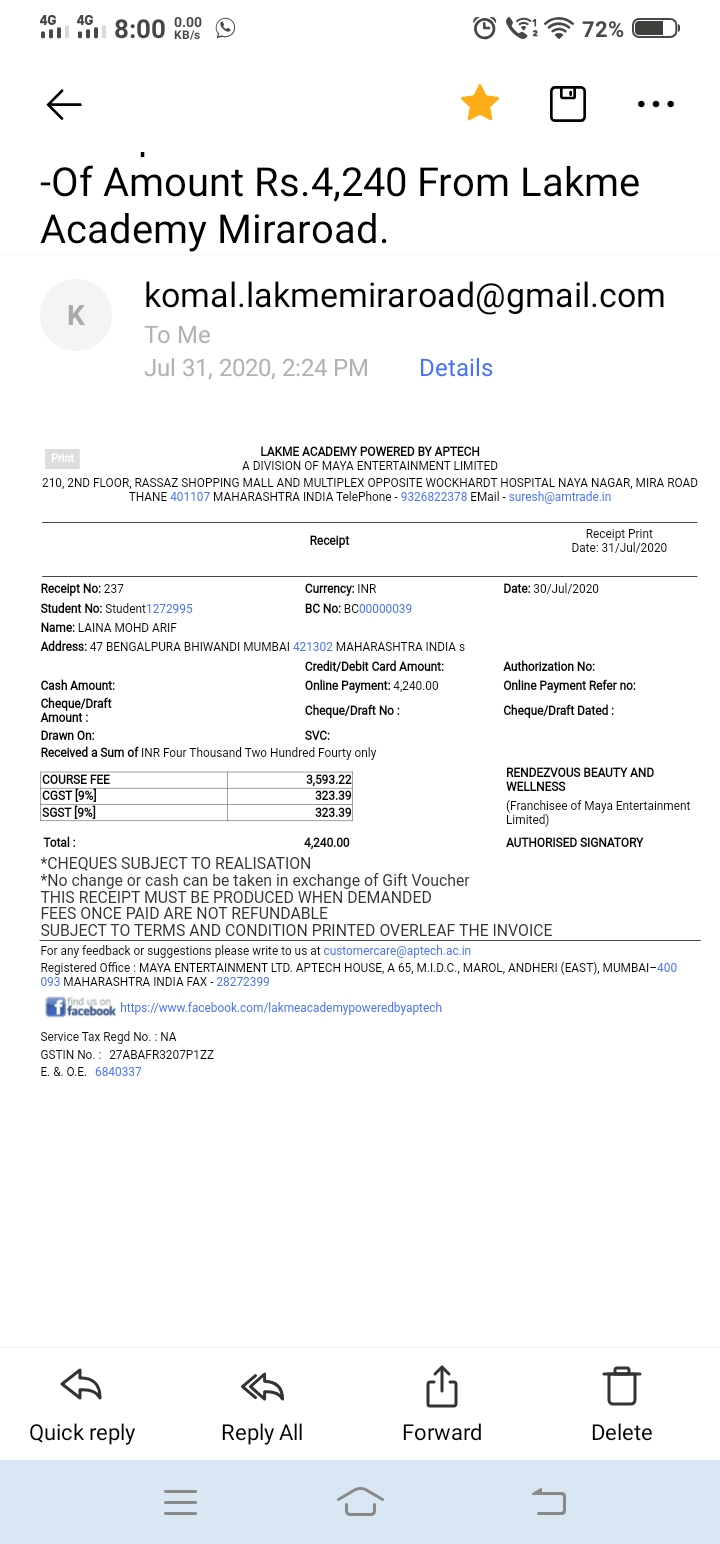 4G 4G 8:00 0.00 KB/s 72%
-Of Amount Rs.4,240 From Lakme
Academy Miraroad.
K
komal.lakmemiraroad@gmail.com
To Me
Jul 31, 2020, 2:24 PM Details
Print
LAKME ACADEMY POWERED BY APTECH
A DIVISION OF MAYA ENTERTAINMENT LIMITED
210, 2ND FLOOR, RASSAZ SHOPPING MALL AND MULTIPLEX OPPOSITE WOCKHARDT HOSPITAL NAYA NAGAR, MIRA ROAD
THANE 401107 MAHARASHTRA INDIA TelePhone - 9326822378 EMail - suresh@amtrade.in
Receipt
Receipt Print
Date: 31/Jul/2020
Receipt No: 237 Currency: INR Date: 30/Jul/2020
Student No: Student1272995 BC No: BC00000039
Name: LAINA MOHD ARIF
Address: 47 BENGALPURA BHIWANDI MUMBAI 421302 MAHARASHTRA INDIA s
Credit/Debit Card Amount: Authorization No:
Cash Amount: Online Payment: 4,240.00 Online Payment Refer no:
Cheque/Draft
Amount : Cheque/Draft No : Cheque/Draft Dated :
Drawn On: SVC:
Received a Sum of INR Four Thousand Two Hundred Fourty only
COURSE FEE 3,593.22
CGST [9%] 323.39
SGST [9%] 323.39
RENDEZVOUS BEAUTY AND
WELLNESS
(Franchisee of Maya Entertainment
Limited)
Total : 4,240.00 AUTHORISED SIGNATORY
*CHEQUES SUBJECT TO REALISATION
*No change or cash can be taken in exchange of Gift Voucher
THIS RECEIPT MUST BE PRODUCED WHEN DEMANDED
FEES ONCE PAID ARE NOT REFUNDABLE
SUBJECT TO TERMS AND CONDITION PRINTED OVERLEAF THE INVOICE
For any feedback or suggestions please write to us at customercare@aptech.ac.in
Registered Office : MAYA ENTERTAINMENT LTD. APTECH HOUSE, A 65, M.I.D.C., MAROL, ANDHERI (EAST), MUMBAI–400
093 MAHARASHTRA INDIA FAX - 28272399
find us on
facebook https://www.facebook.com/lakmeacademypoweredbyaptech
Service Tax Regd No. : NA
GSTIN No. : 27ABAFR3207P1ZZ
E. &. O.E. 6840337
Quick reply Reply All Forward Delete